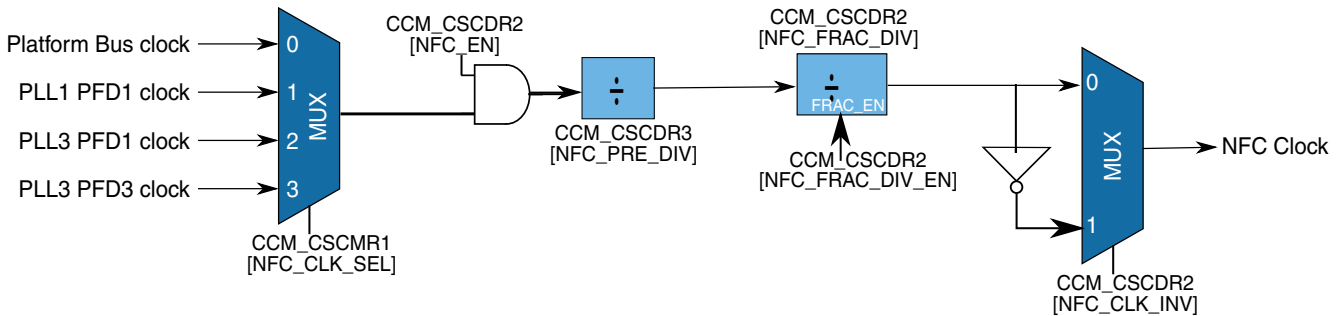 Platform Bus clock
PLL1 PFD1 clock
PLL3 PFD1 clock
PLL3 PFD3 clock
0
1
2
3
MUX
CCM_CSCMR1
[NFC_CLK_SEL]
CCM_CSCDR2
[NFC_EN]
÷
CCM_CSCDR3
[NFC_PRE_DIV]
CCM_CSCDR2
[NFC_FRAC_DIV]
÷
FRAC_EN
CCM_CSCDR2
[NFC_FRAC_DIV_EN]
0
1
MUX
CCM_CSCDR2
[NFC_CLK_INV]
NFC Clock